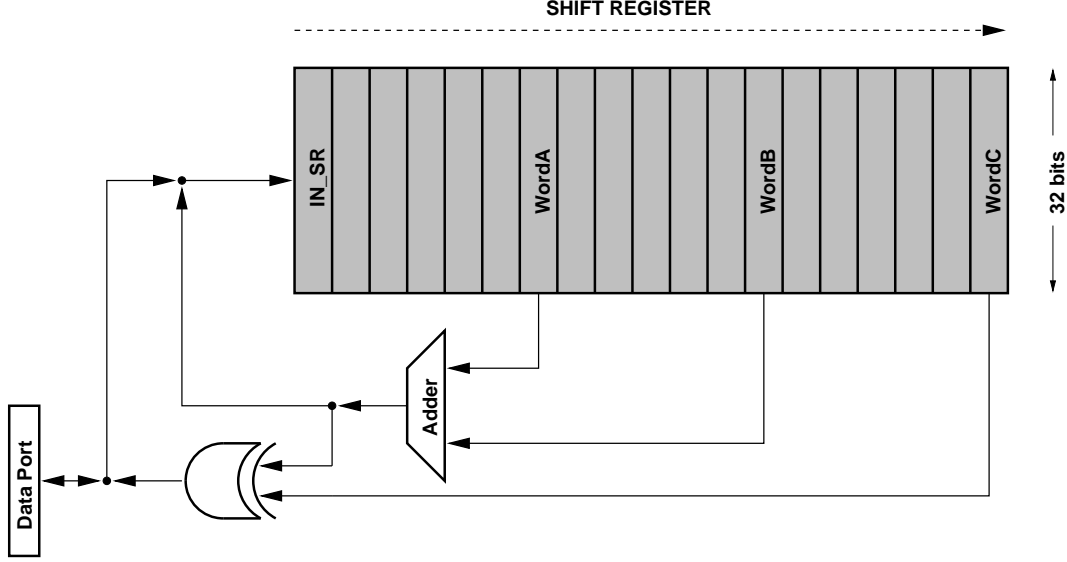 SHIFT REGISTER
IN_SR
WordA
WordB
WordC
32 bits
Adder
Data Port